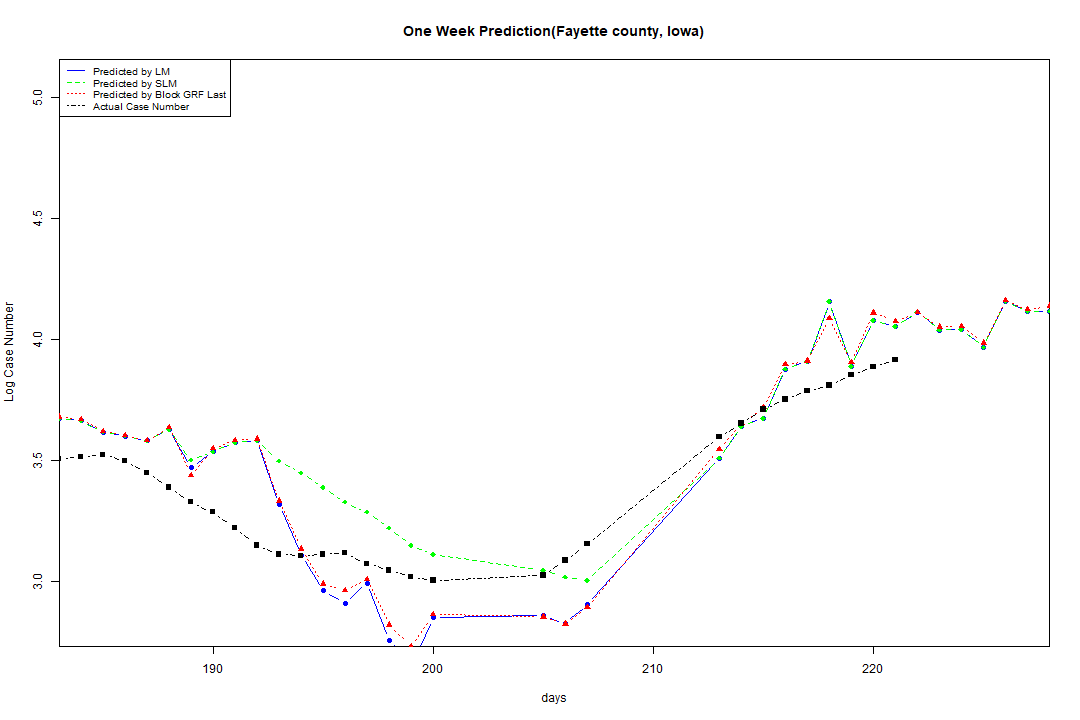 One Week Prediction(Fayette county, Iowa)
Predicted by LM
Predicted by SLM
Predicted by Block GRF Last
Actual Case Number
5.0
4.5
4.0
3.5
3.0
Log Case Number
190 200 210 220
days